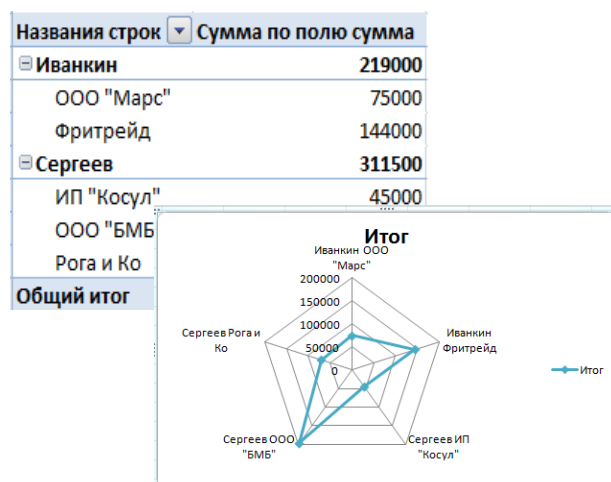 Названия строк Сумма по полю сумма
Иванкин 219000
ООО "Марс" 75000
Фритрейд 144000
Сергеев 311500
ИП "Косул" 45000
ООО "БМБ
Рога и Ко
Общий итог
Итог
Иванкин ООО
"Марс"
200000
150000
100000
50000
0
Иванкин
Фритрейд
Сергеев ИП
"Косул"
Сергеев ООО
"БМБ"
Сергеев Рога и
Ко
Итог